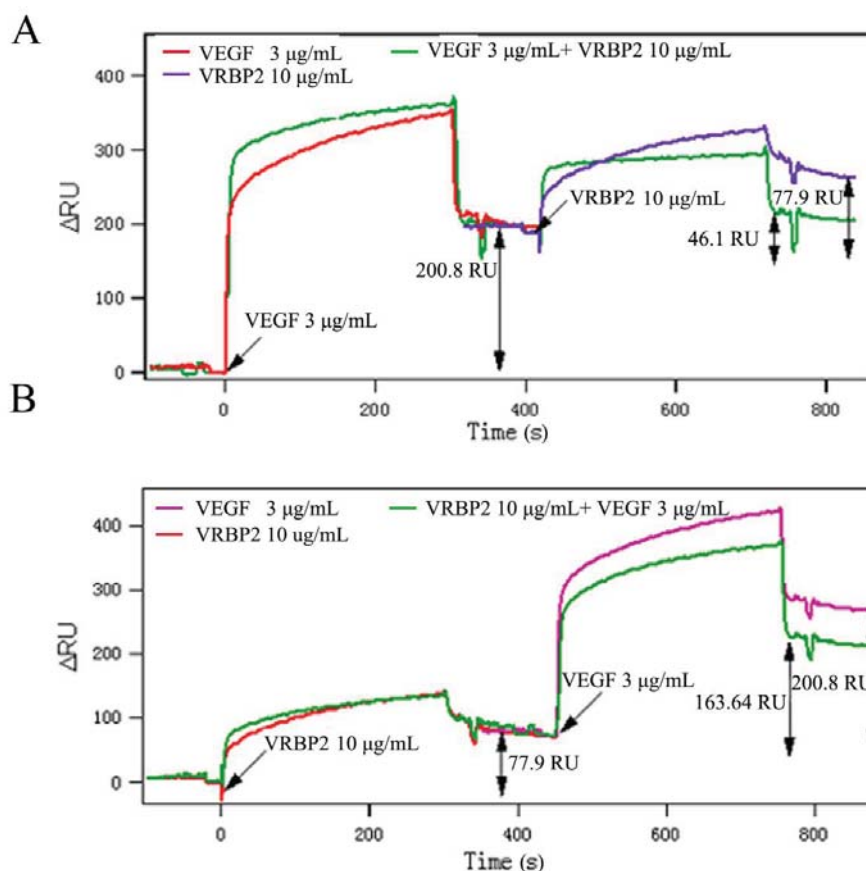 A
VEGF 3 μg/mL
VEGF 3 μg/mL+ VRBP2 10 μg/mL
VRBP2 10 μg/mL
400
300
200
100
0
ΔRU
VEGF 3 μg/mL
200.8 RU
VRBP2 10 μg/mL
77.9 RU
46.1 RU
0 200 400 600 800
Time (s)
B
VEGF 3 μg/mL
VRBP2 10 μg/mL+ VEGF 3 μg/mL
VRBP2 10 ug/mL
400
300
200
100
0
ΔRU
VRBP2 10 μg/mL
77.9 RU
VEGF 3 μg/mL
163.64 RU
200.8 RU
0 200 400 600 800
Time (s)